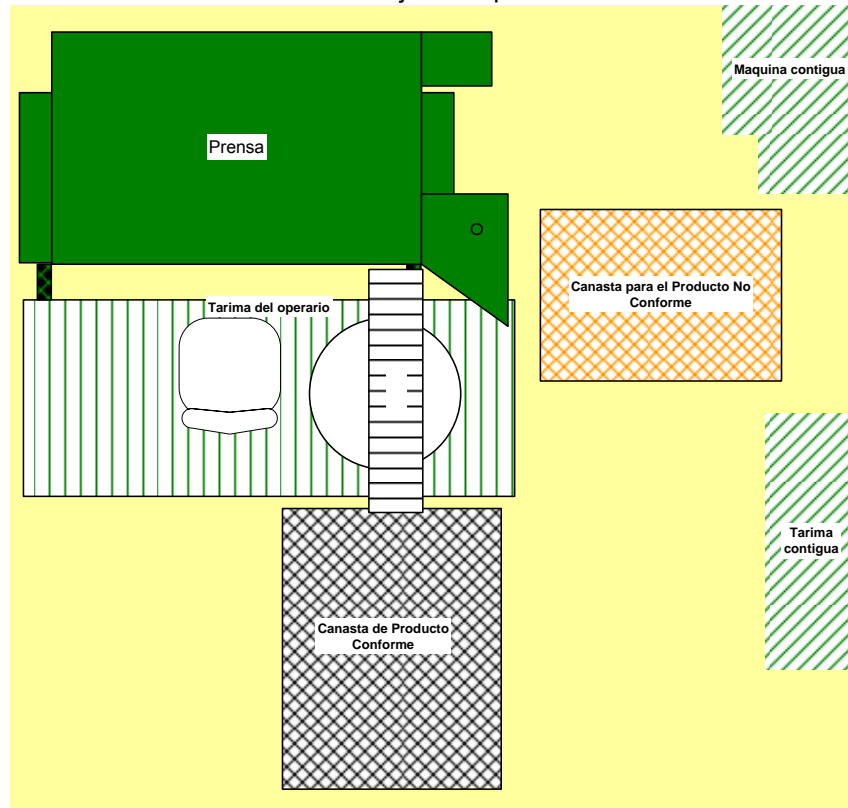 Maquina contigua
Prensa
Canasta para el Producto No
Conforme
Tarima del operario
Tarima
contigua
Canasta de Producto
Conforme